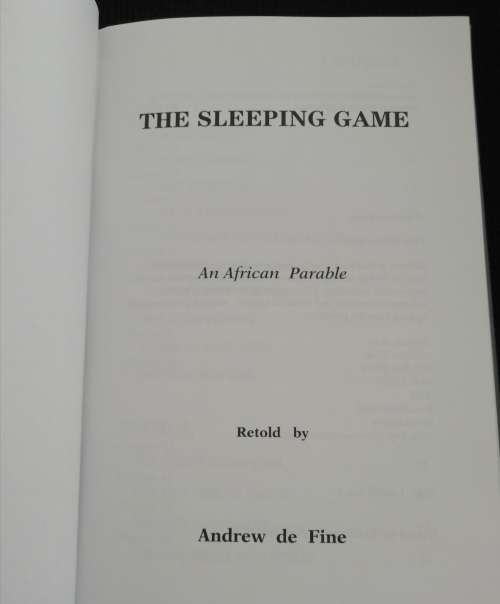 THE SLEEPING GAME
An African Parable
Retold by
Andrew de Fine